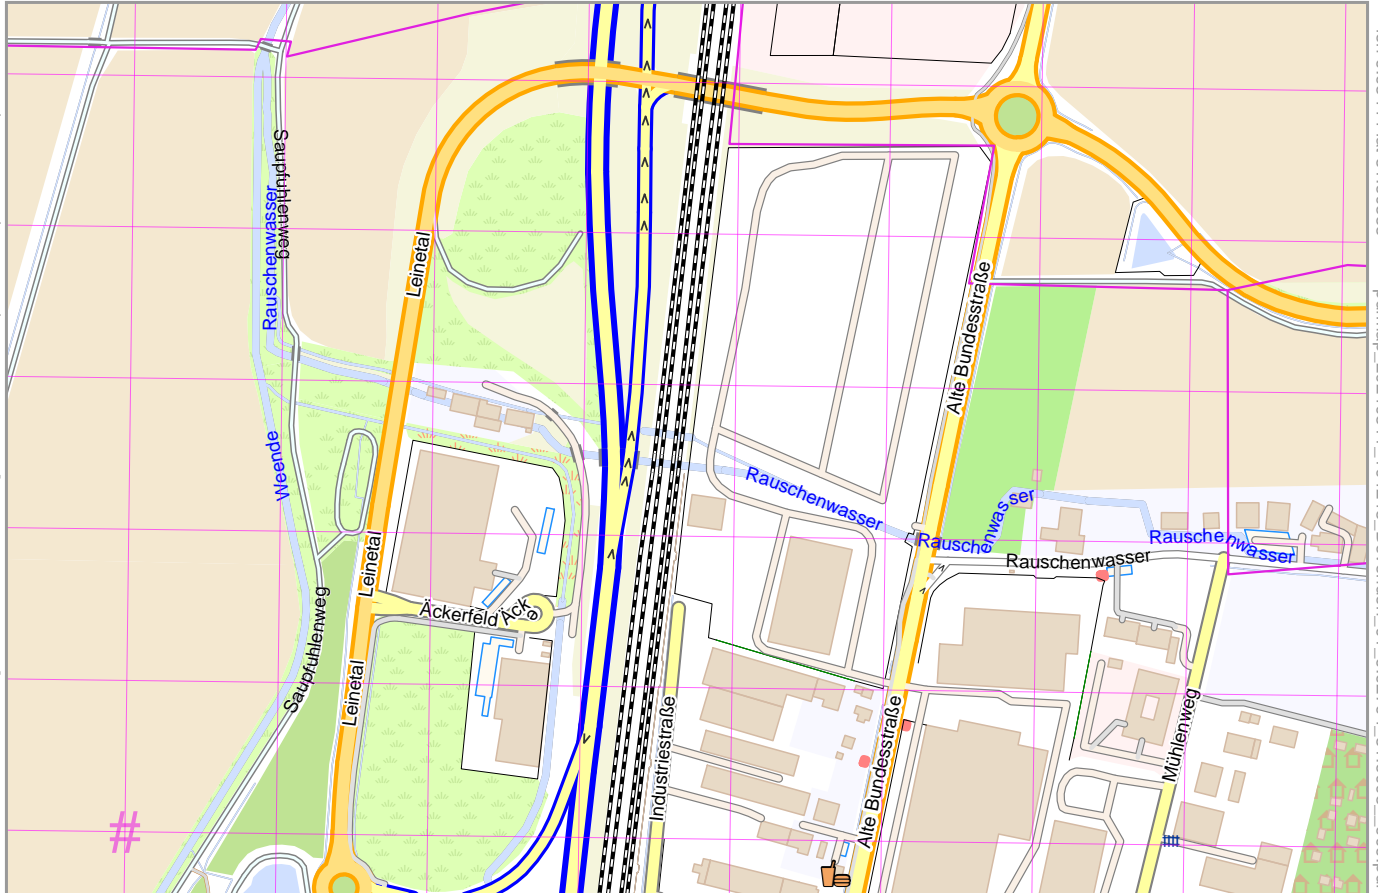 Saupfuhlenweg
Rauschenwasser
Leinetal
Alte Bundesstraße
Weende
Rauschenwasser
Rauschenwasser
Rauschenwasser
Rauschenwasser
Leinetal
Äckerfeld
Saupfuhlenweg
Leinetal
Industriestraße
Alte Bundesstraße
Mühlenweg
#